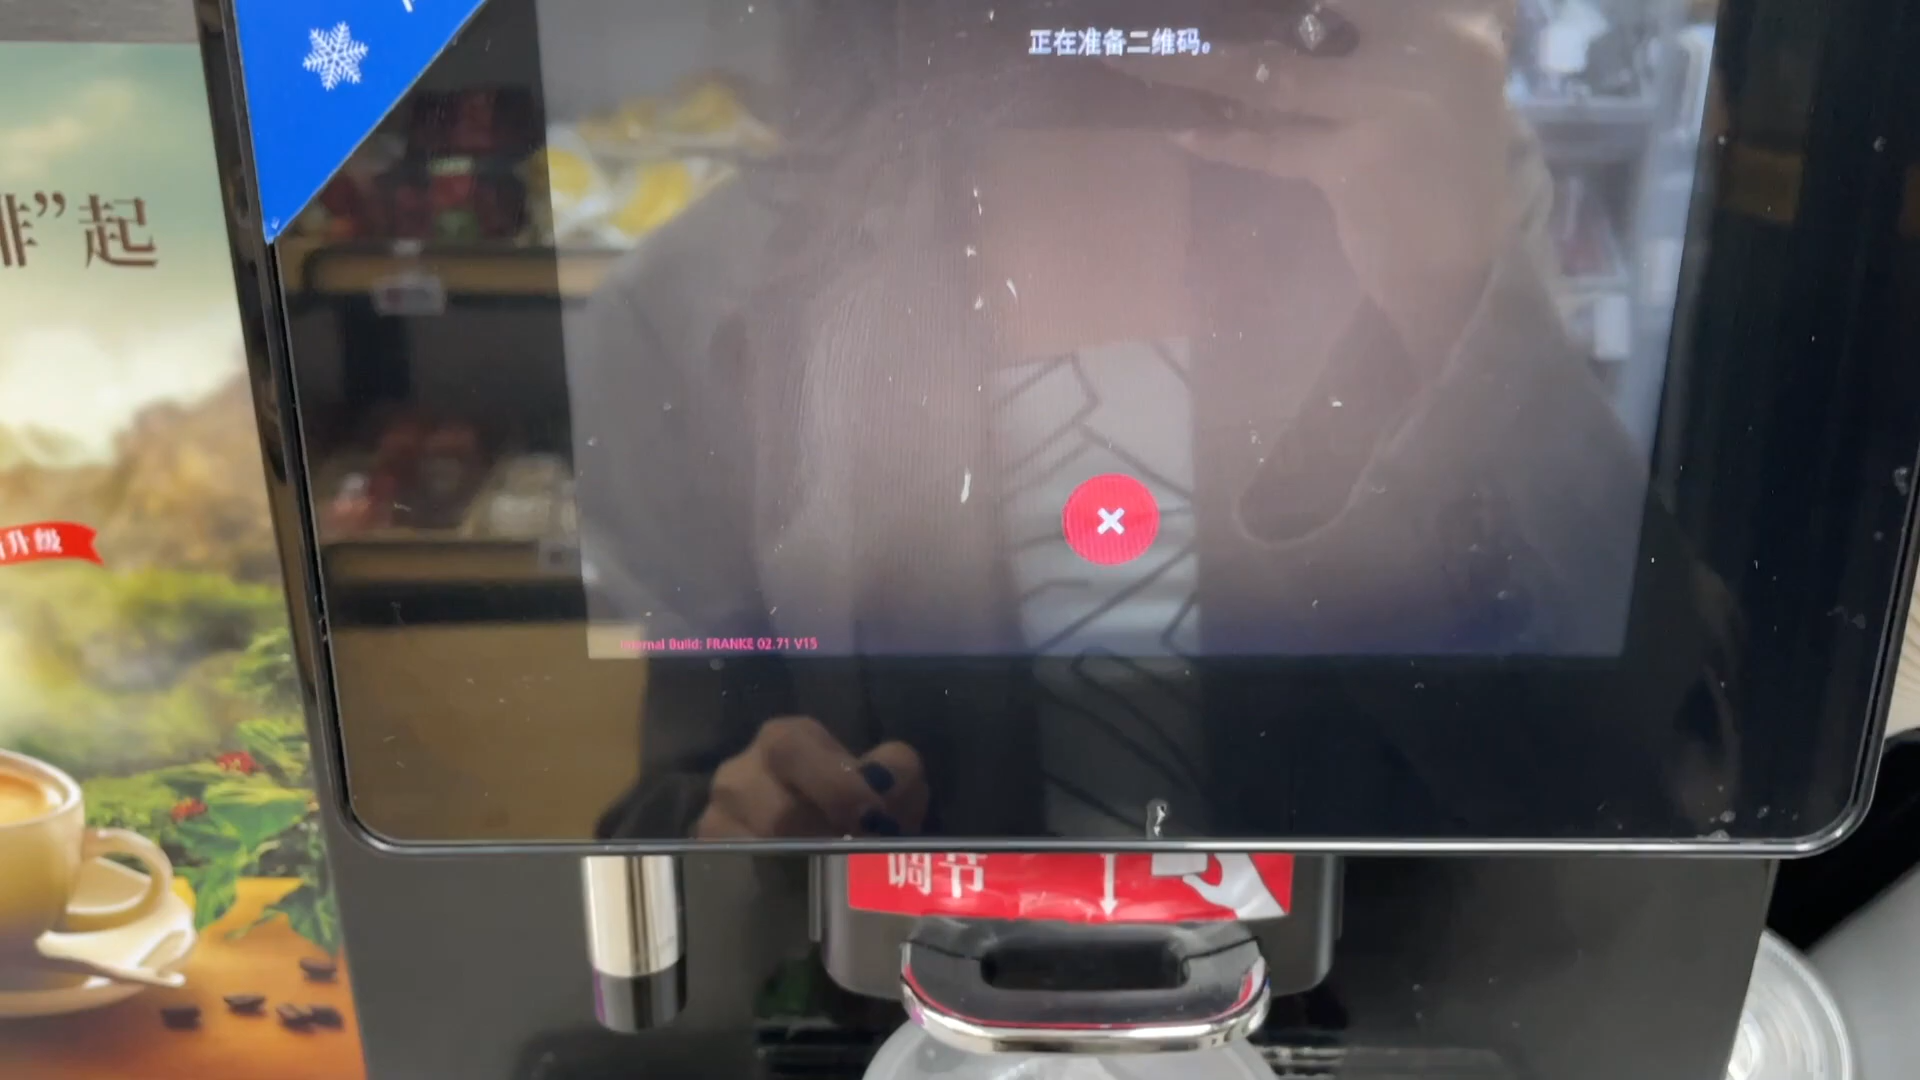 正在准备二维码。
”起
升级
Internal Build: FRANKE 02.71 V15
调节